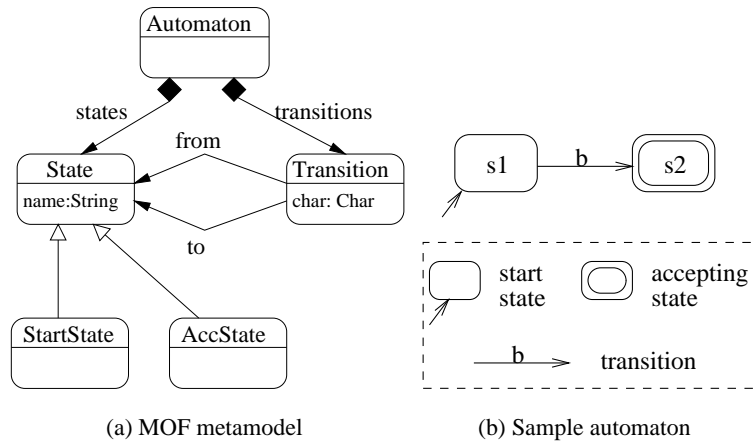 Automaton
states
transitions
from
State
name:String
Transition
char: Char
to
StartState
AccState
(a) MOF metamodel
s1
b
s2
start
state
accepting
state
b
transition
(b) Sample automaton